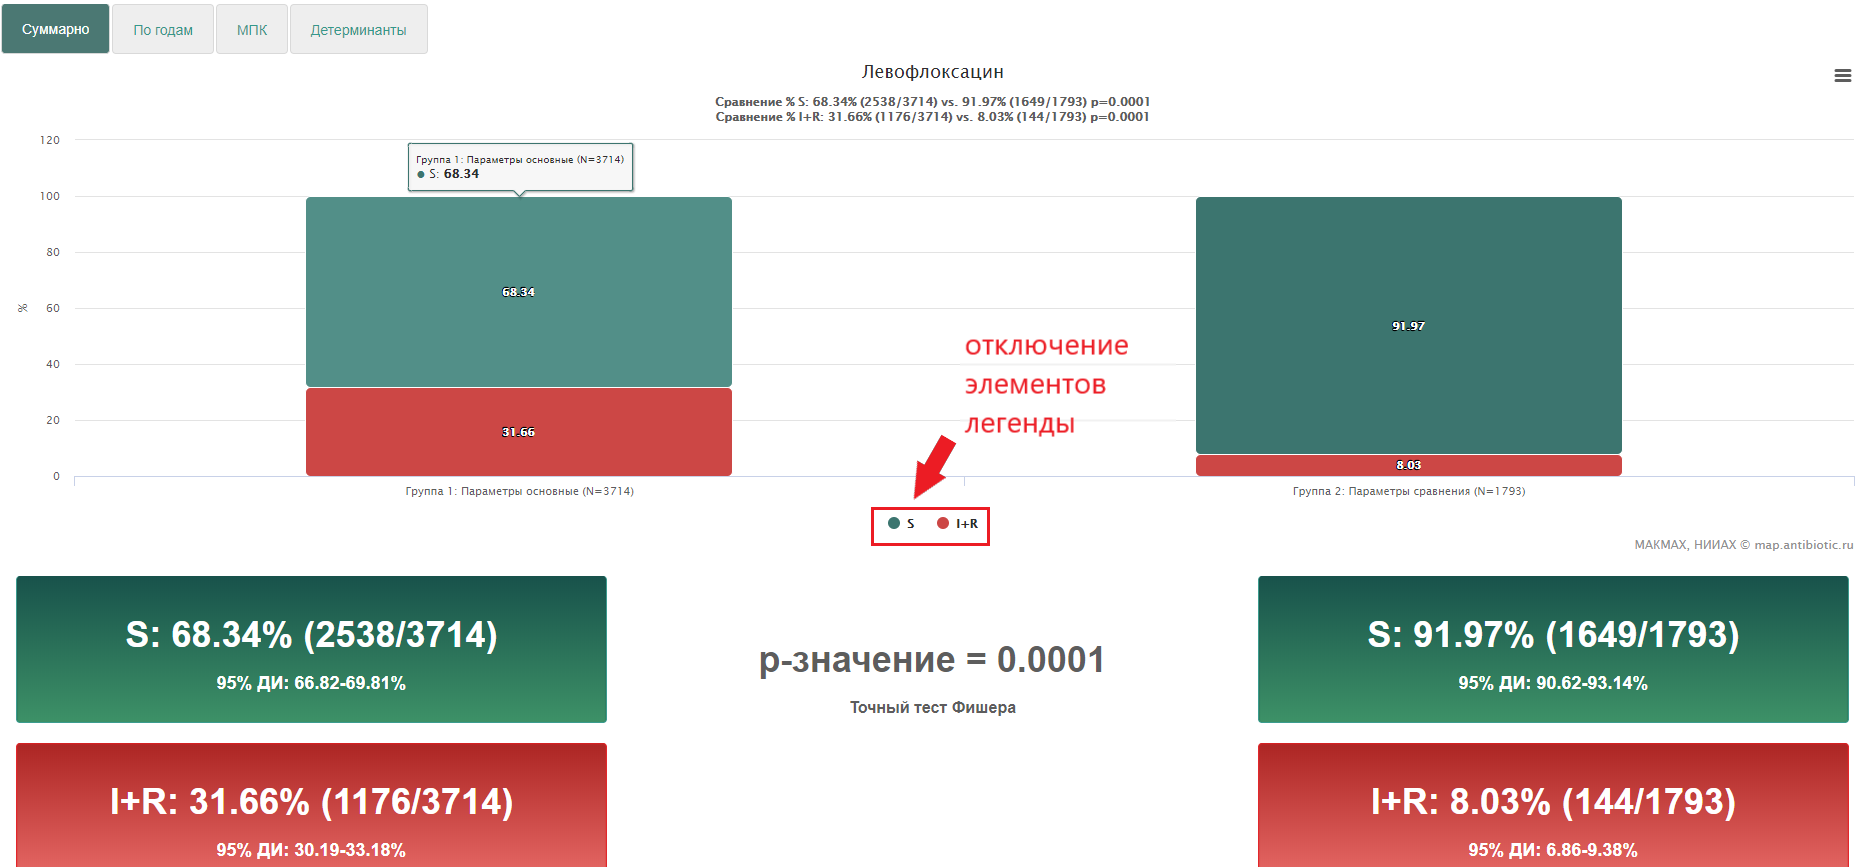 Суммарно
По годам
МПК
Детерминанты
Левофлоксацин
Сравнение % S: 68.34% (2538/3714) vs. 91.97% (1649/1793) p=0.0001
Сравнение % I+R: 31.66% (1176/3714) vs. 8.03% (144/1793) p=0.0001
120
100
80
60
40
20
0
%
Группа 1: Параметры основные (N=3714)
● S: 68.34
68.34
31.66
91.97
8.03
отключение
элементов
легенды
Группа 1: Параметры основные (N=3714)
Группа 2: Параметры сравнения (N=1793)
S
I+R
МАКМАХ, НИИАХ © map.antibiotic.ru
S: 68.34% (2538/3714)
95% ДИ: 66.82-69.81%
p-значение = 0.0001
Точный тест Фишера
S: 91.97% (1649/1793)
95% ДИ: 90.62-93.14%
I+R: 31.66% (1176/3714)
95% ДИ: 30.19-33.18%
I+R: 8.03% (144/1793)
95% ДИ: 6.86-9.38%